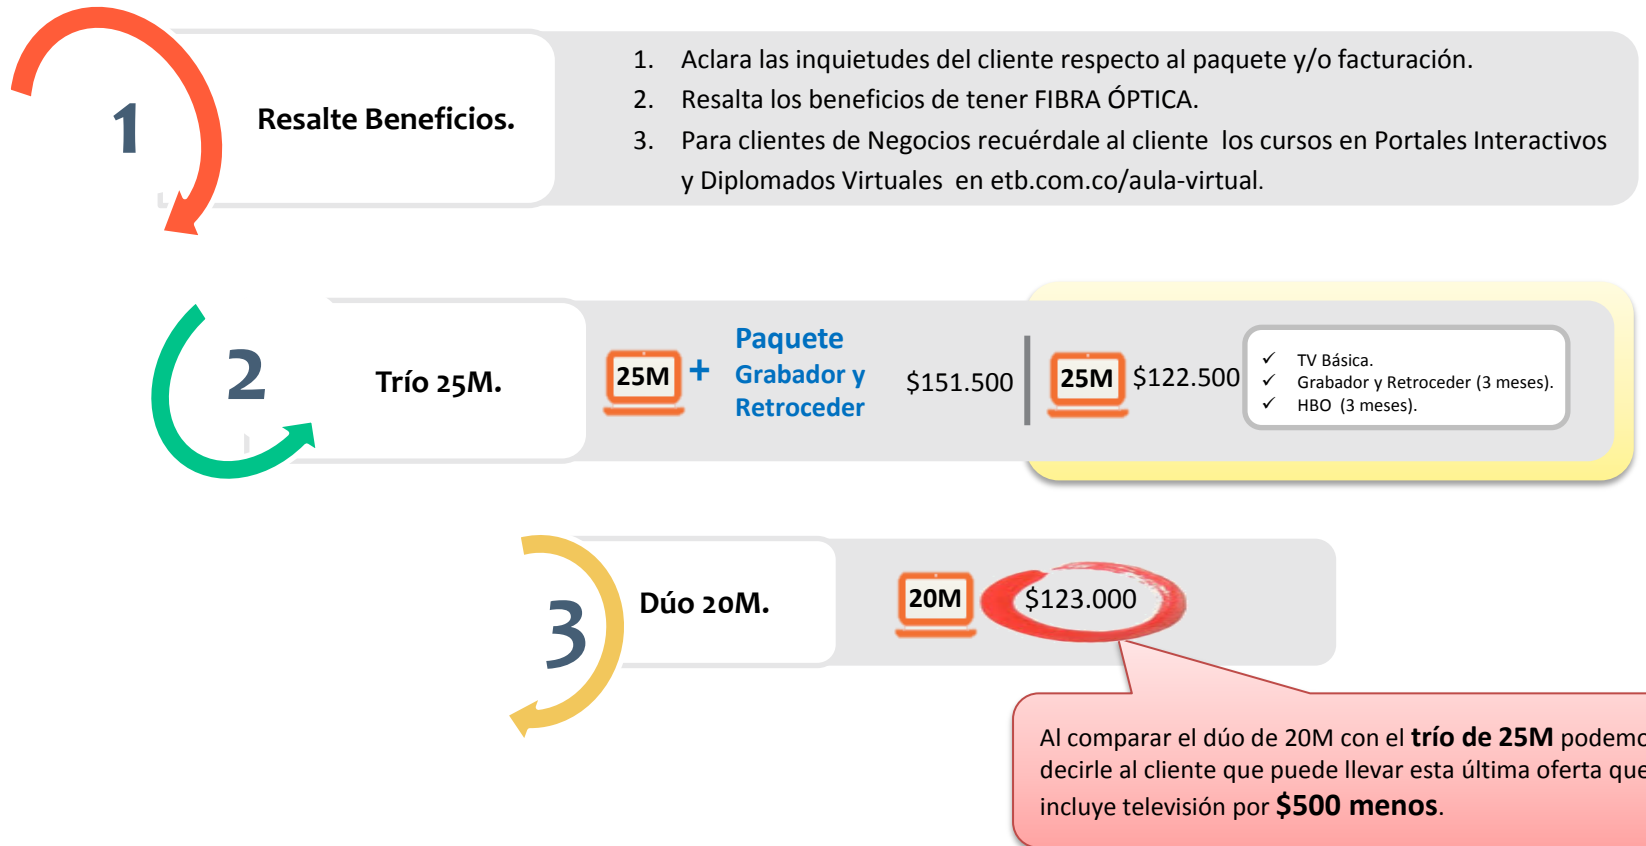 1
Resalte Beneficios.
1. Aclara las inquietudes del cliente respecto al paquete y/o facturación.
2. Resalta los beneficios de tener FIBRA ÓPTICA.
3. Para clientes de Negocios recuérdale al cliente los cursos en Portales Interactivos
y Diplomados Virtuales en etb.com.co/aula-virtual.
2
Trío 25M.
25M +
Paquete
Grabador y
Retroceder
$151.500
25M $122.500
✓ TV Básica.
✓ Grabador y Retroceder (3 meses).
✓ HBO (3 meses).
3
Dúo 20M.
20M $123.000
Al comparar el dúo de 20M con el trío de 25M podemo
decirle al cliente que puede llevar esta última oferta que
incluye televisión por $500 menos.